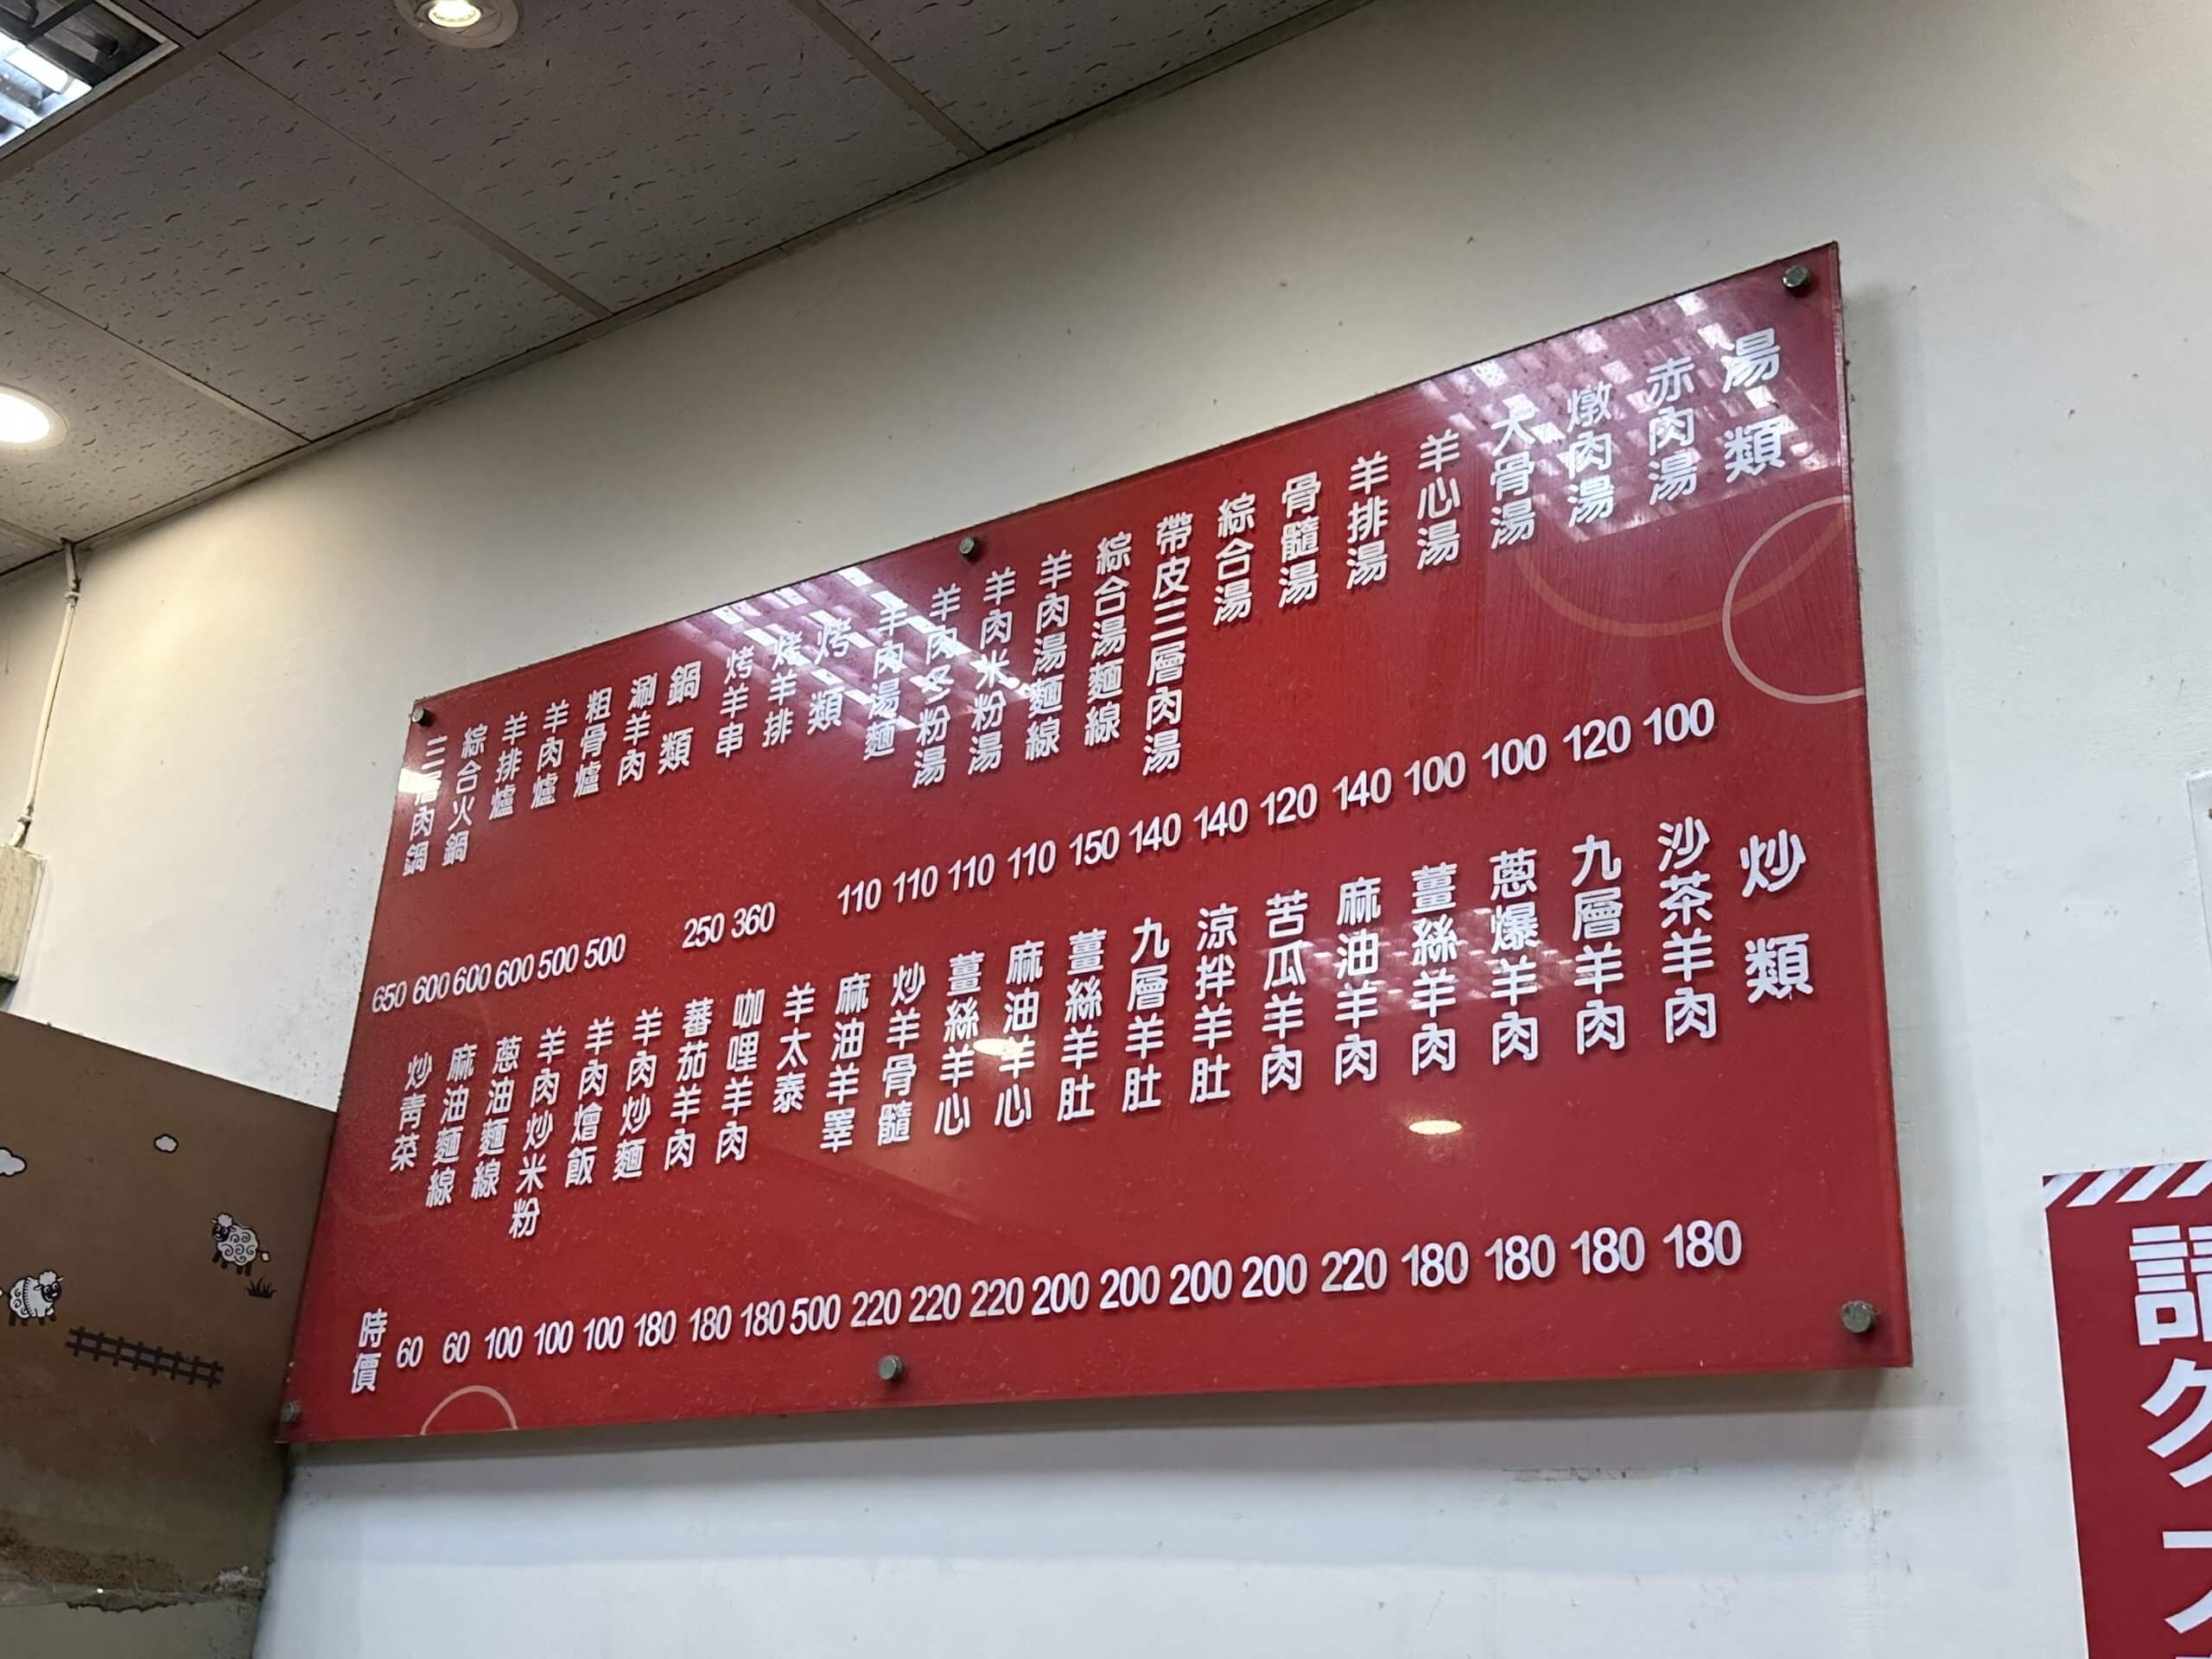 湯類
赤肉湯 100
燉肉湯 120
大骨湯 100
羊心湯 100
羊排湯 140
骨髓湯 120
綜合湯 140
帶皮三層肉湯 140
綜合湯麵線 150
羊肉湯麵線 110
羊肉米粉湯 110
羊肉冬粉湯 110
羊肉湯麵 110
烤類
烤羊排 360
烤羊串 250
鍋類
涮羊肉 500
粗骨爐 500
羊肉爐 600
羊排爐 600
綜合火鍋 600
三層肉鍋 650
炒類
沙茶羊肉 180
九層羊肉 180
蔥爆羊肉 180
薑絲羊肉 180
麻油羊肉 220
苦瓜羊肉 200
涼拌羊肚 200
九層羊肚 200
薑絲羊肚 200
麻油羊心 220
薑絲羊心 220
炒羊骨髓 220
麻油羊睪 500
羊太泰 180
咖哩羊肉 180
蕃茄羊肉 180
羊肉炒麵 100
羊肉燴飯 100
羊肉炒米粉 100
蔥油麵線 60
麻油麵線 60
炒青菜 時價
請勿